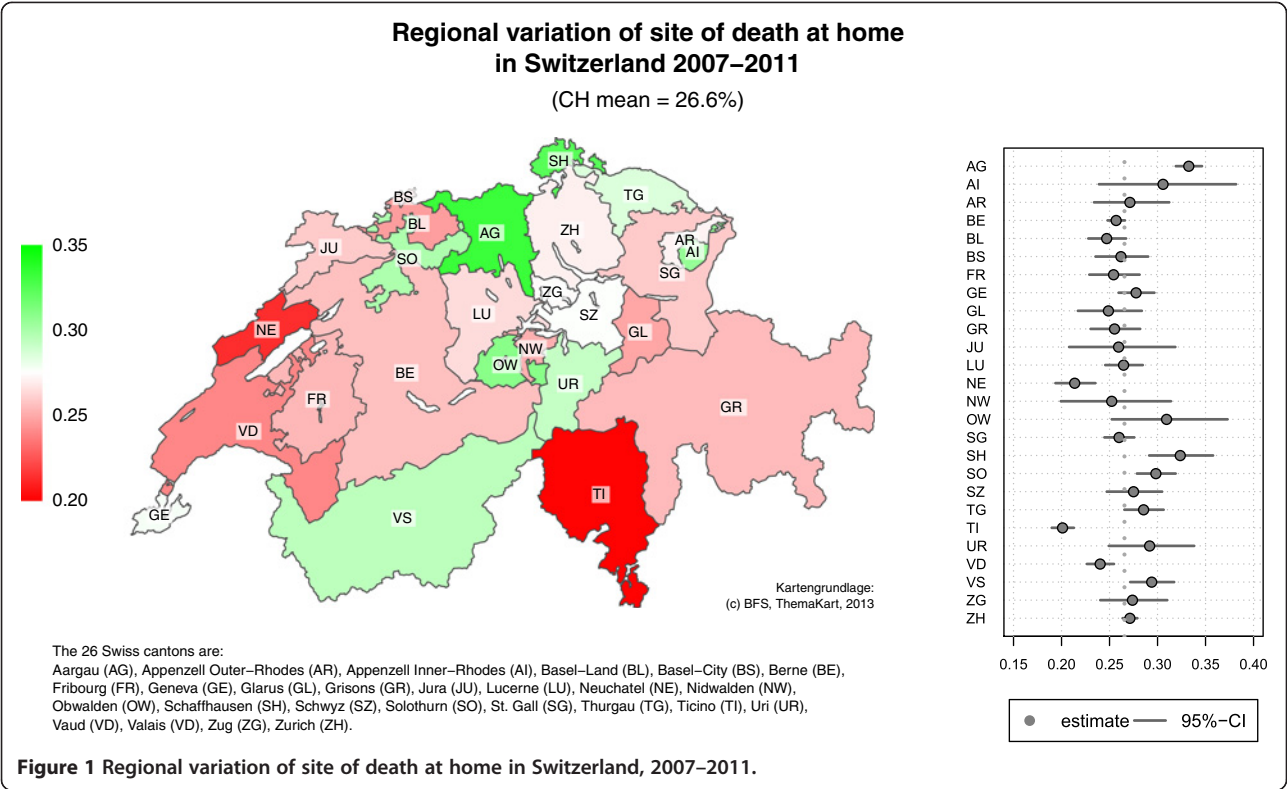 Regional variation of site of death at home
in Switzerland 2007–2011
(CH mean = 26.6%)
0.35
0.30
0.25
0.20
SH
BS
TG
BL
AG
ZH
JU
SO
AR
AI
SG
ZG
NE
LU
SZ
GL
NW
OW
BE
UR
FR
GR
VD
TI
GE
VS
Kartengrundlage:
(c) BFS, ThemaKart, 2013
AG
AI
AR
BE
BL
BS
FR
GE
GL
GR
JU
LU
NE
NW
OW
SG
SH
SO
SZ
TG
TI
UR
VD
VS
ZG
ZH
0.15 0.20 0.25 0.30 0.35 0.40
estimate 95%−CI
The 26 Swiss cantons are:
Aargau (AG), Appenzell Outer−Rhodes (AR), Appenzell Inner−Rhodes (AI), Basel−Land (BL), Basel−City (BS), Berne (BE),
Fribourg (FR), Geneva (GE), Glarus (GL), Grisons (GR), Jura (JU), Lucerne (LU), Neuchatel (NE), Nidwalden (NW),
Obwalden (OW), Schaffhausen (SH), Schwyz (SZ), Solothurn (SO), St. Gall (SG), Thurgau (TG), Ticino (TI), Uri (UR),
Vaud (VD), Valais (VD), Zug (ZG), Zurich (ZH).
Figure 1 Regional variation of site of death at home in Switzerland, 2007–2011.